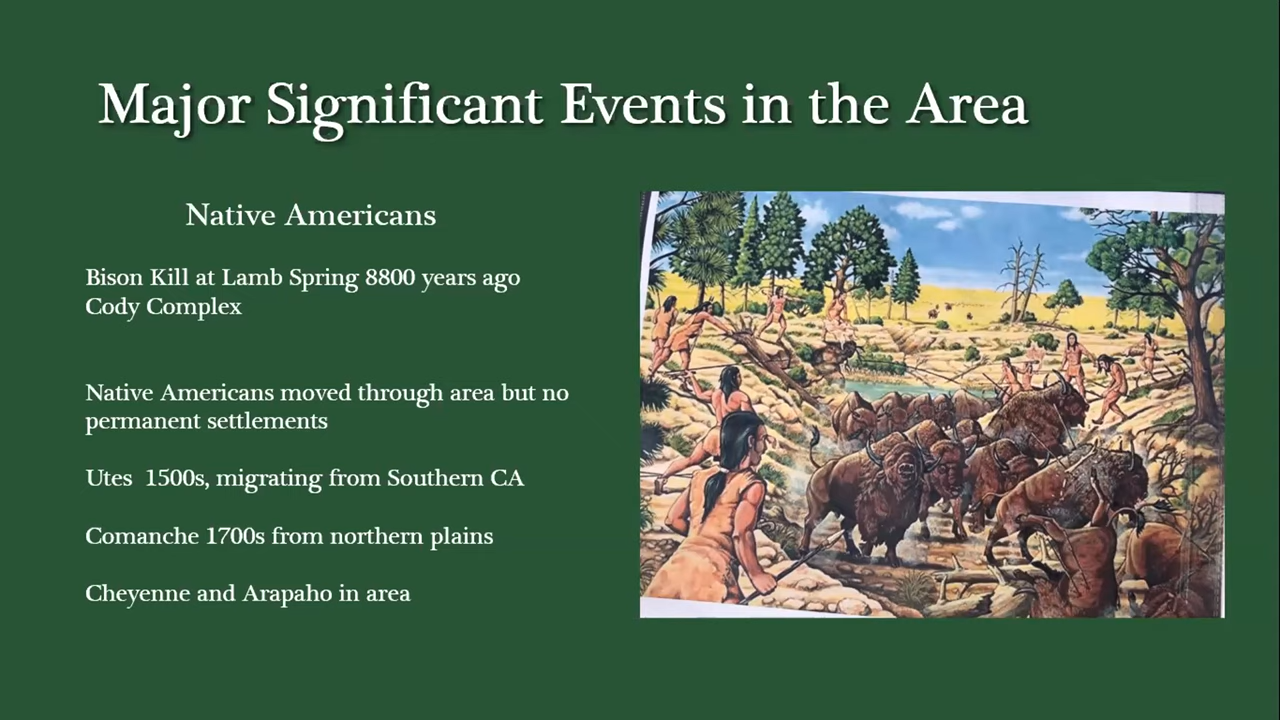 Major Significant Events in the Area
Native Americans
Bison Kill at Lamb Spring 8800 years ago
Cody Complex
Native Americans moved through area but no
permanent settlements
Utes  1500s, migrating from Southern CA
Comanche 1700s from northern plains
Cheyenne and Arapaho in area